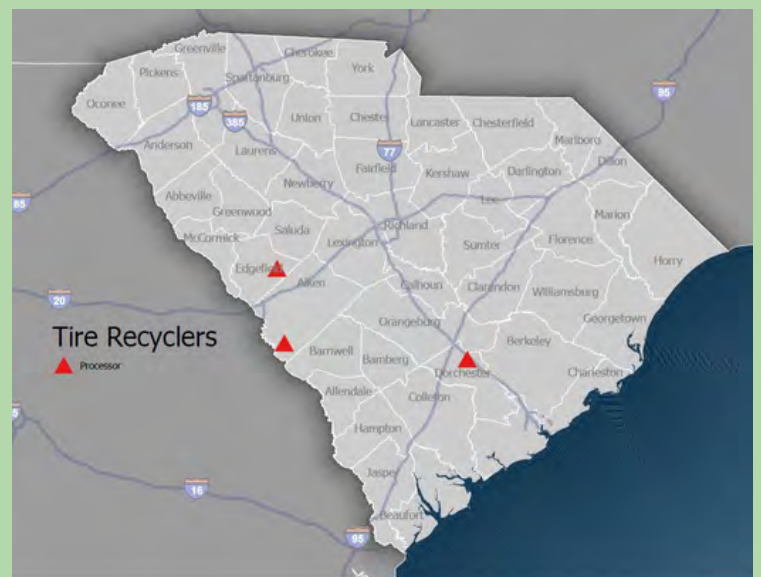 Greenville
Cherokee
Pickens
Spartanburg
York
Oconee
185
385
Union
Chester
Lancaster
Chesterfield
95
Marlboro
Anderson
Laurens
77
Dillon
Fairfield
Kershaw
Darlington
Newberry
Abbeville
Lee
85
Greenwood
Marion
Richland
Saluda
McCormick
Lexington
Sumter
Florence
Horry
Edgefield
Aiken
Calhoun
Clarendon
Williamsburg
20
Georgetown
Orangeburg
Tire Recyclers
Berkeley
Barnwell
Bamberg
Processor
Dorchester
Charleston
Allendale
Colleton
Hampton
Jasper
16
Beaufort
95